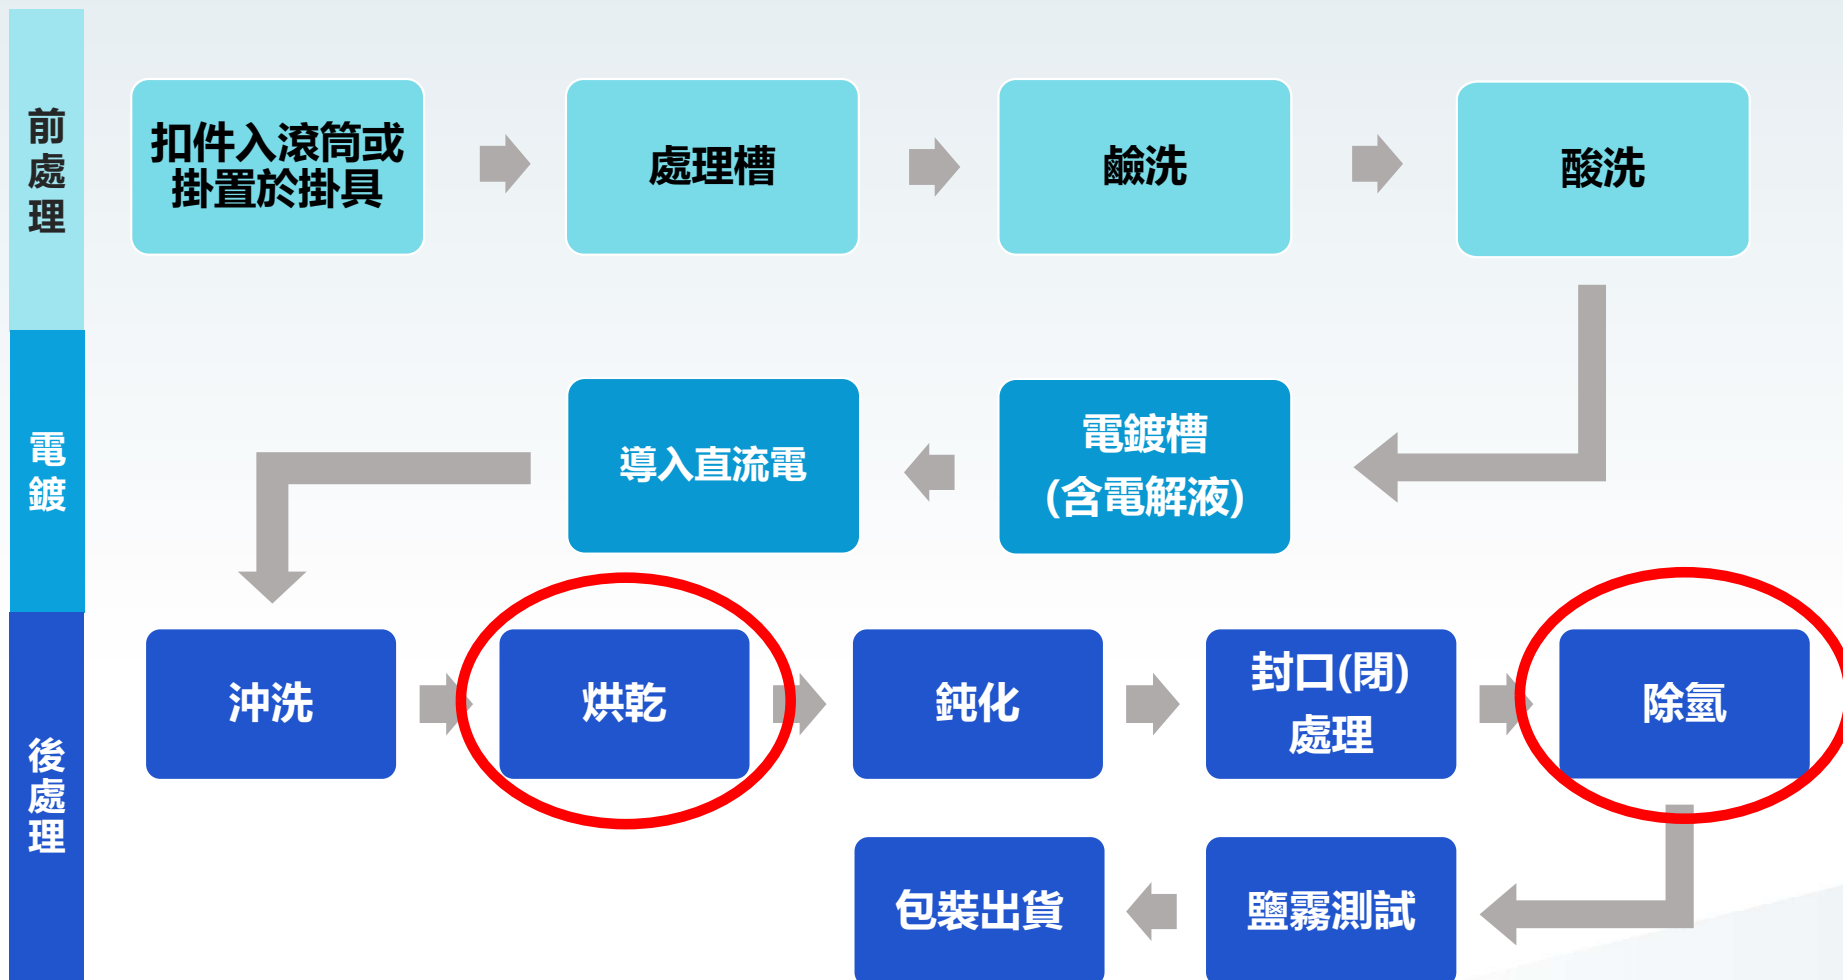 前處理
扣件入滾筒或
掛置於掛具
處理槽
鹼洗
酸洗
電鍍
導入直流電
電鍍槽
(含電解液)
後處理
沖洗
烘乾
鈍化
封口(閉)
處理
除氫
包裝出貨
鹽霧測試